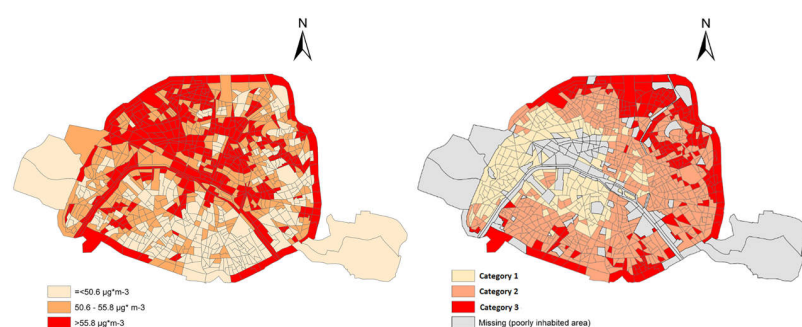 N
N
=<50.6 µg*m-3
50.6 - 55.8 µg* m-3
>55.8 µg*m-3
Category 1
Category 2
Category 3
Missing (poorly inhabited area)